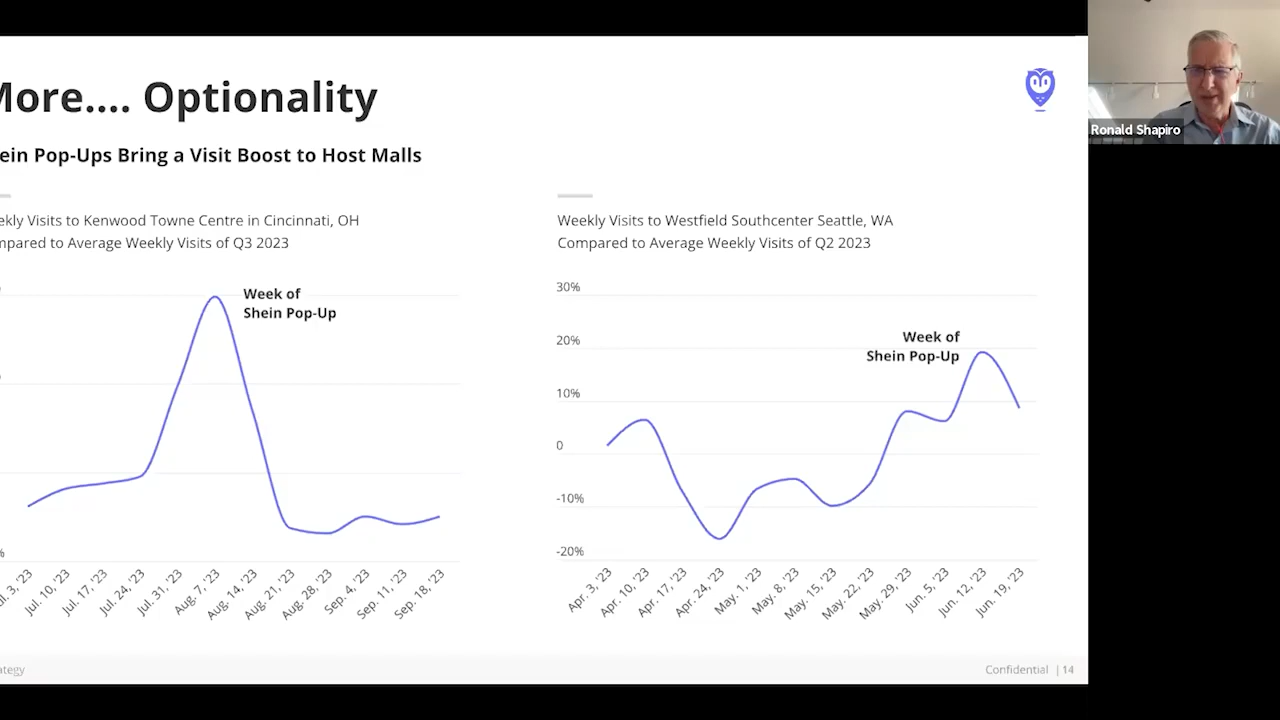 More.... Optionality
ein Pop-Ups Bring a Visit Boost to Host Malls
ekly Visits to Kenwood Towne Centre in Cincinnati, OH
mpared to Average Weekly Visits of Q3 2023
Week of
Shein Pop-Up
%
Jul. 3, '23
Jul. 10, '23
Jul. 17, '23
Jul. 24, '23
Jul. 31, '23
Aug. 7, '23
Aug. 14, '23
Aug. 21, '23
Aug. 28, '23
Sep. 4, '23
Sep. 11, '23
Sep. 18, '23
Weekly Visits to Westfield Southcenter Seattle, WA
Compared to Average Weekly Visits of Q2 2023
30%
20%
10%
0
-10%
-20%
Week of
Shein Pop-Up
Apr. 3, '23
Apr. 10, '23
Apr. 17, '23
Apr. 24, '23
May. 1, '23
May. 8, '23
May. 15, '23
May. 22, '23
May. 29, '23
Jun. 5, '23
Jun. 12, '23
Jun. 19, '23
ategy
Confidential | 14
Ronald Shapiro